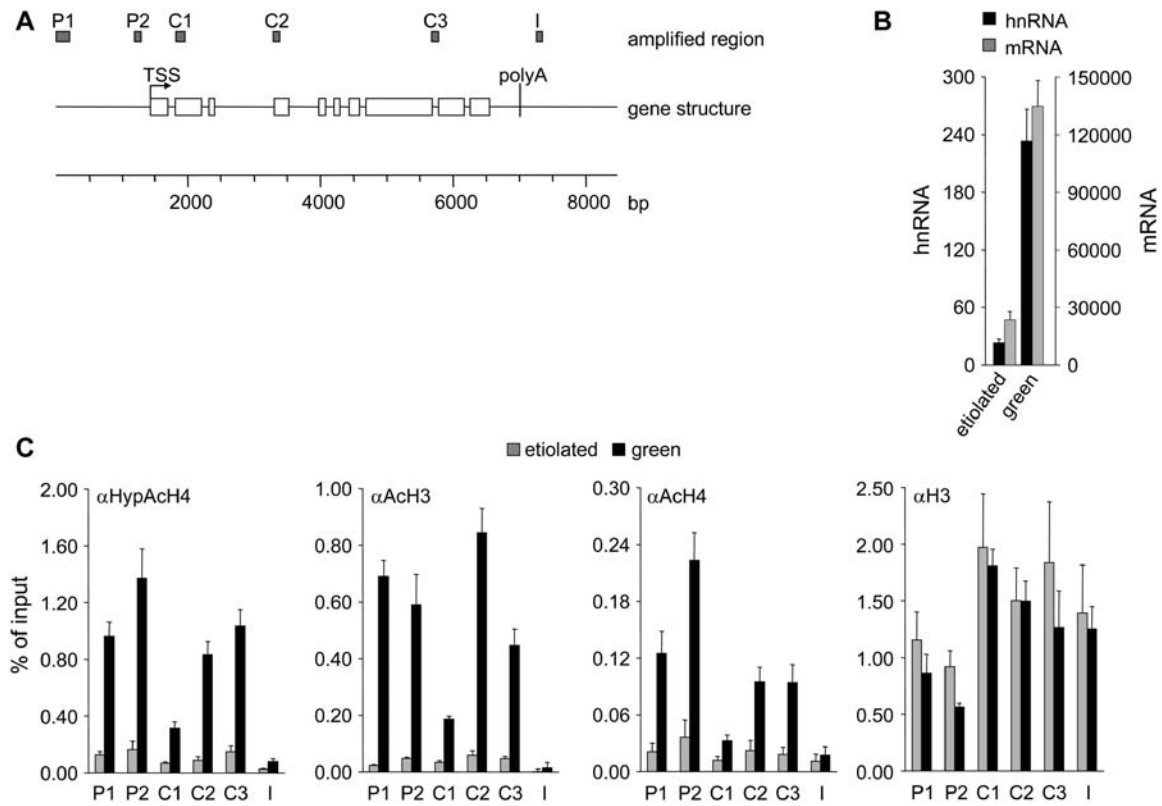 A
P1 P2 C1 C2 C3 I
amplified region
TSS
polyA
gene structure
2000 4000 6000 8000 bp
B
hnRNA
mRNA
300
240
180
120
60
0
hnRNA
150000
120000
90000
60000
30000
0
mRNA
etiolated
green
C
etiolated green
% of input
αHypAcH4
2.00
1.60
1.20
0.80
0.40
0.00
P1 P2 C1 C2 C3 I
αAcH3
1.00
0.80
0.60
0.40
0.20
0.00
P1 P2 C1 C2 C3 I
αAcH4
0.30
0.24
0.18
0.12
0.06
0.00
P1 P2 C1 C2 C3 I
αH3
2.50
2.00
1.50
1.00
0.50
0.00
P1 P2 C1 C2 C3 I